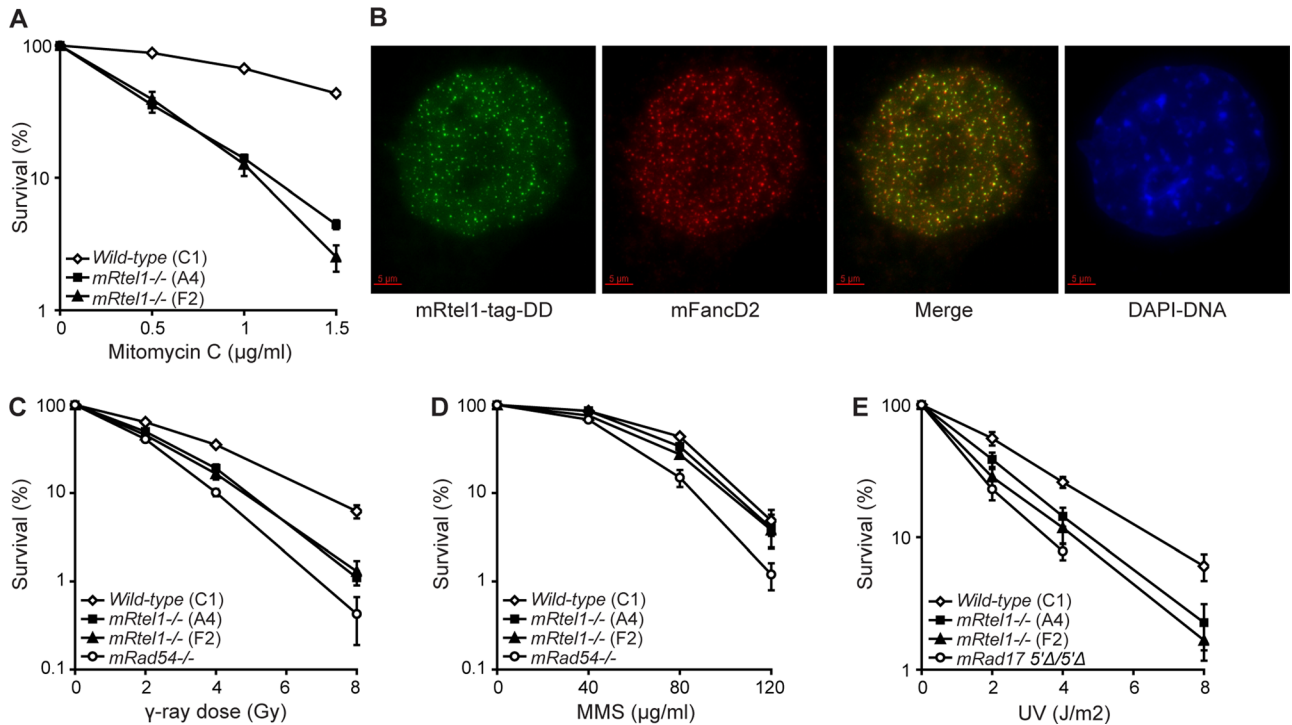 A
Survival (%)
100
10
1
0
0.5
1
1.5
Mitomycin C (µg/ml)
Wild-type (C1)
mRtel1-/- (A4)
mRtel1-/- (F2)
B
5 µm
5 µm
5 µm
5 µm
mRtel1-tag-DD
mFancD2
Merge
DAPI-DNA
C
Survival (%)
100
10
1
0.1
0
2
4
6
8
γ-ray dose (Gy)
Wild-type (C1)
mRtel1-/- (A4)
mRtel1-/- (F2)
mRad54-/-
D
Survival (%)
100
10
1
0.1
0
40
80
120
MMS (µg/ml)
Wild-type (C1)
mRtel1-/- (A4)
mRtel1-/- (F2)
mRad54-/-
E
Survival (%)
100
10
1
0
2
4
6
8
UV (J/m2)
Wild-type (C1)
mRtel1-/- (A4)
mRtel1-/- (F2)
mRad17 5'Δ/5'Δ